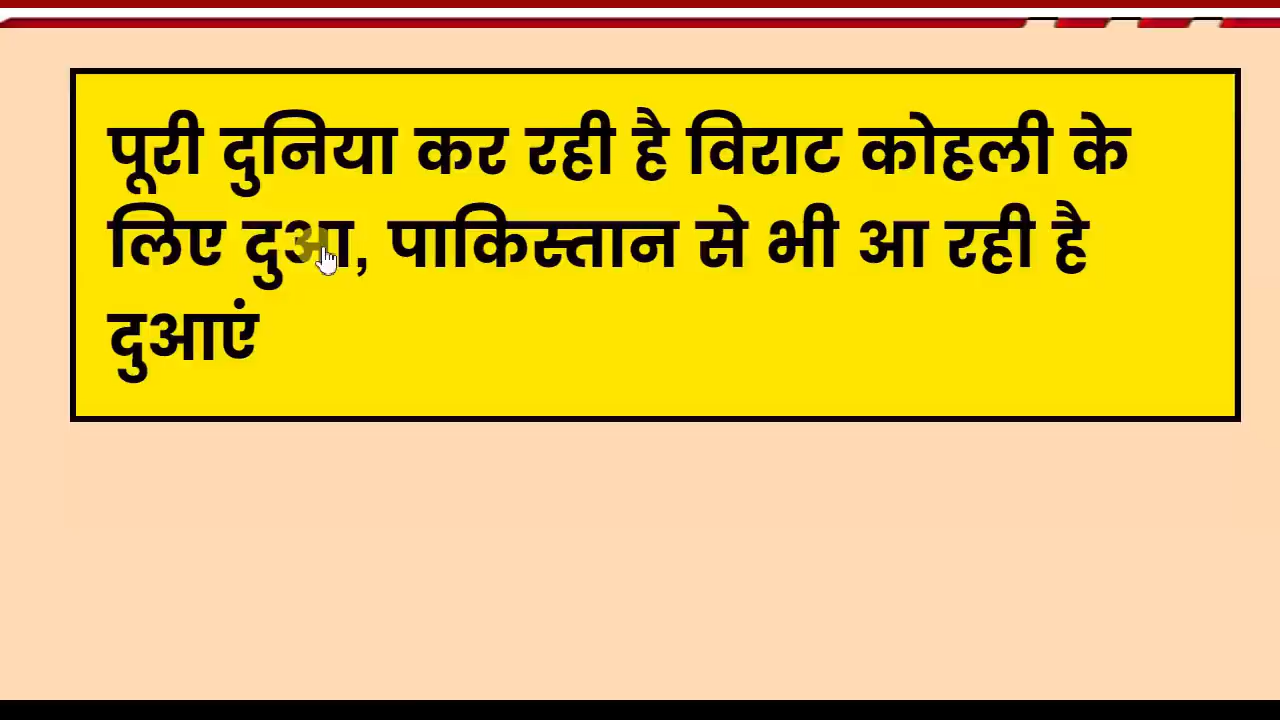 पूरी दुनिया कर रही है विराट कोहली के
लिए दुआ, पाकिस्तान से भी आ रही है
दुआएं